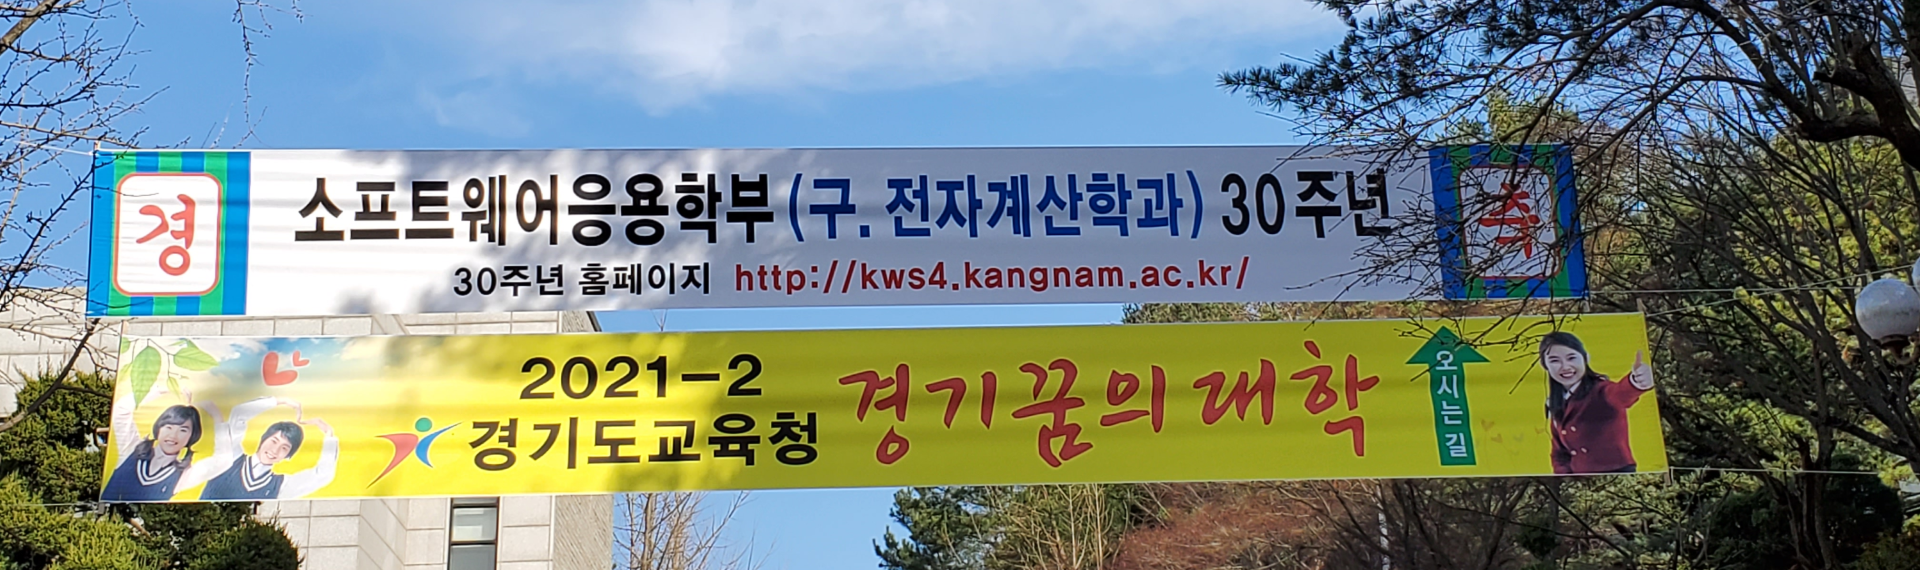 경 소프트웨어응용학부(구. 전자계산학과) 30주년 축
30주년 홈페이지 http://kws4.kangnam.ac.kr/
2021-2
경기도교육청 경기꿈의대학
오시는길